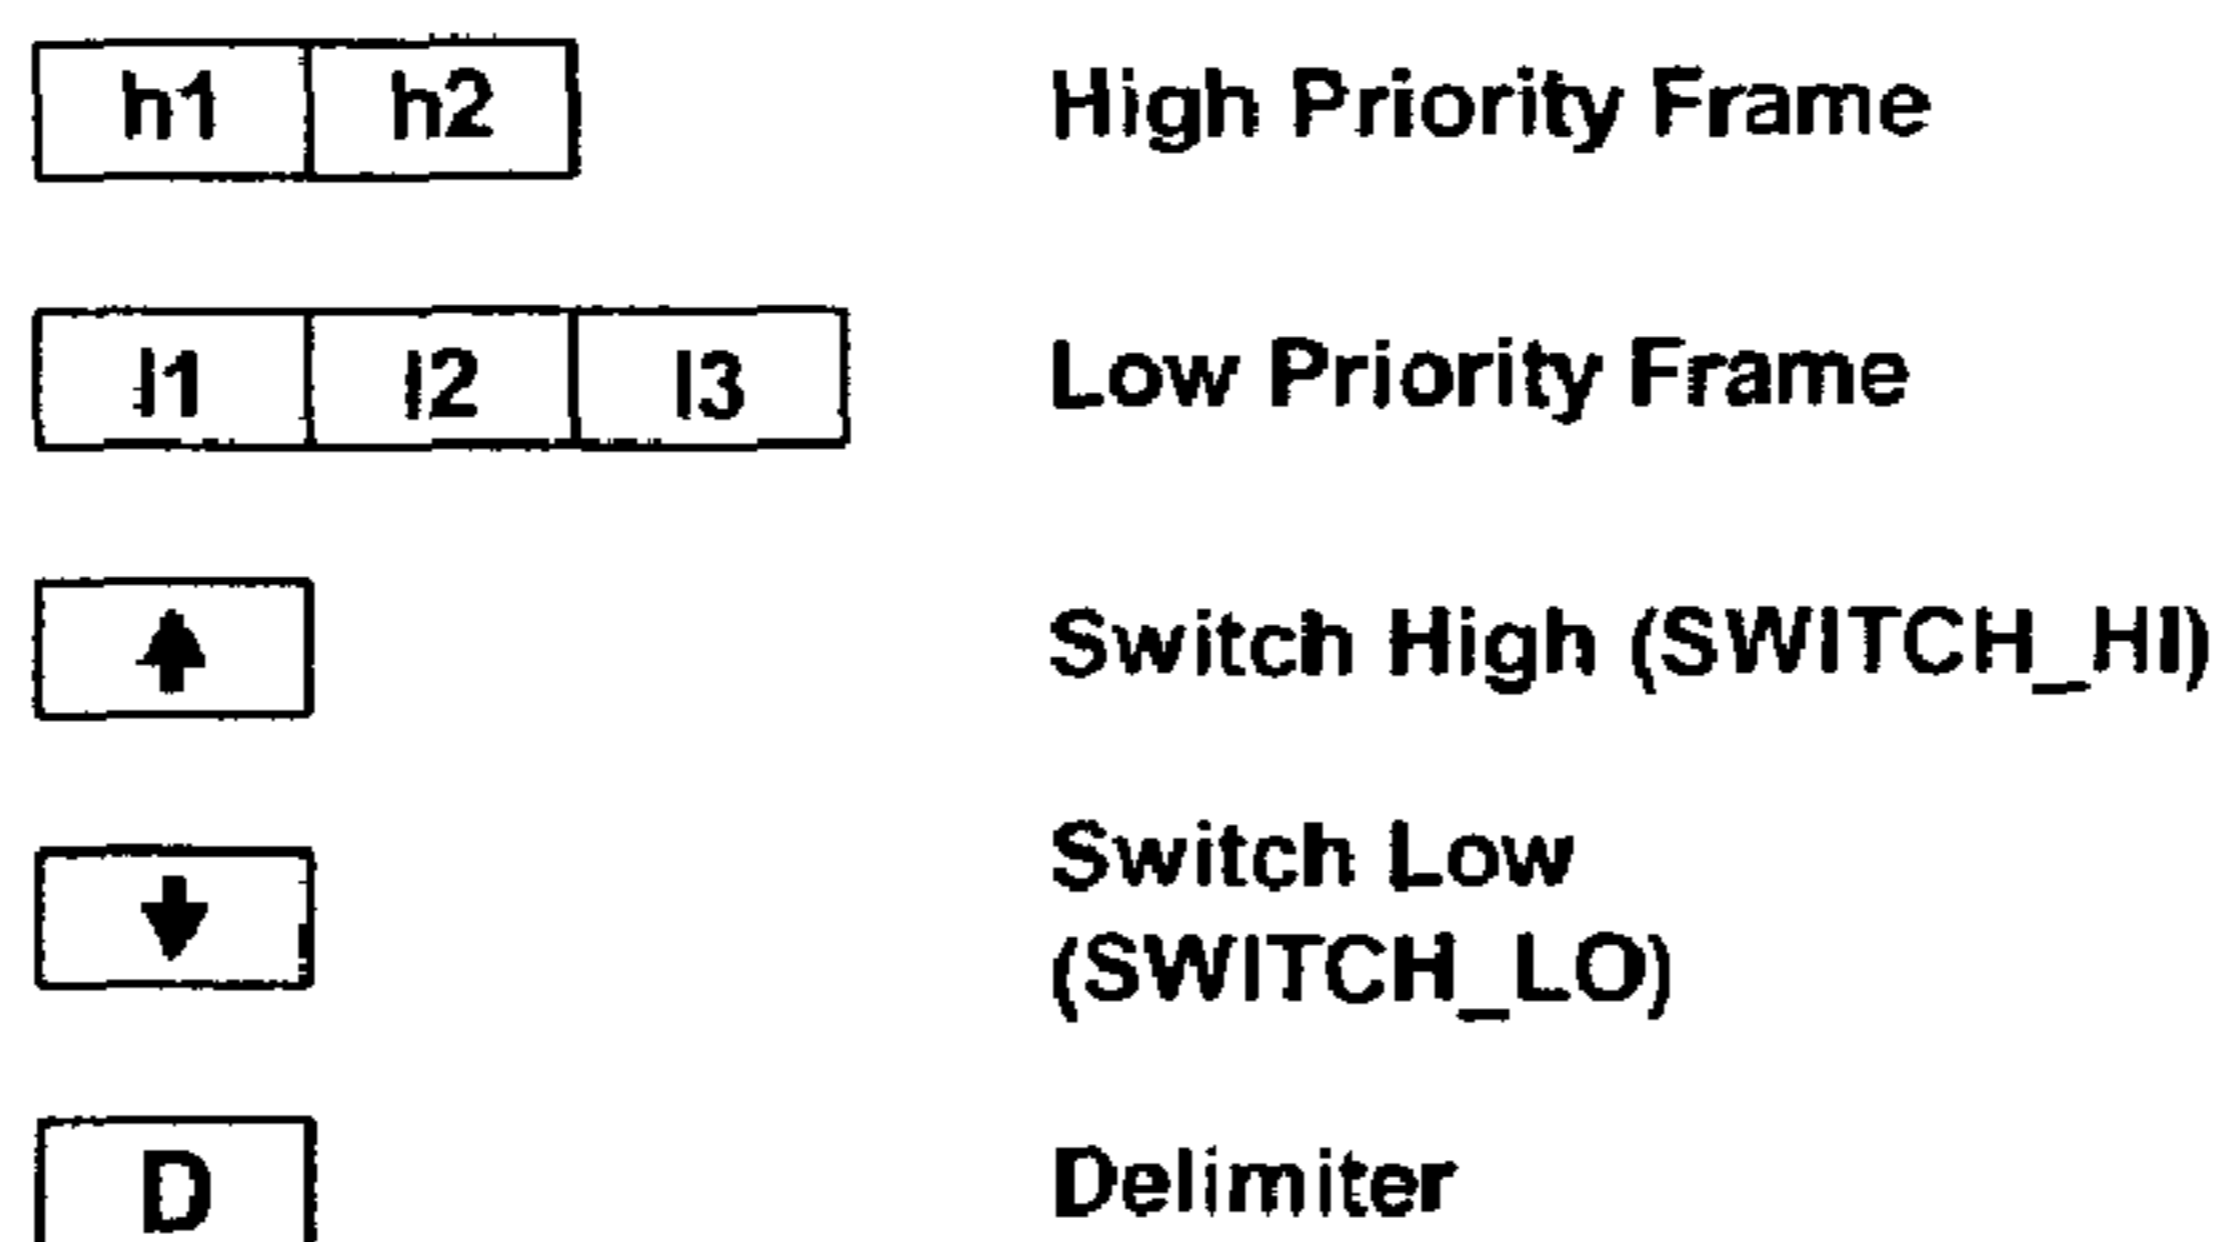 h1 h2 High Priority Frame
l1 l2 l3 Low Priority Frame
Switch High (SWITCH_HI)
Switch Low
(SWITCH_LO)
D Delimiter